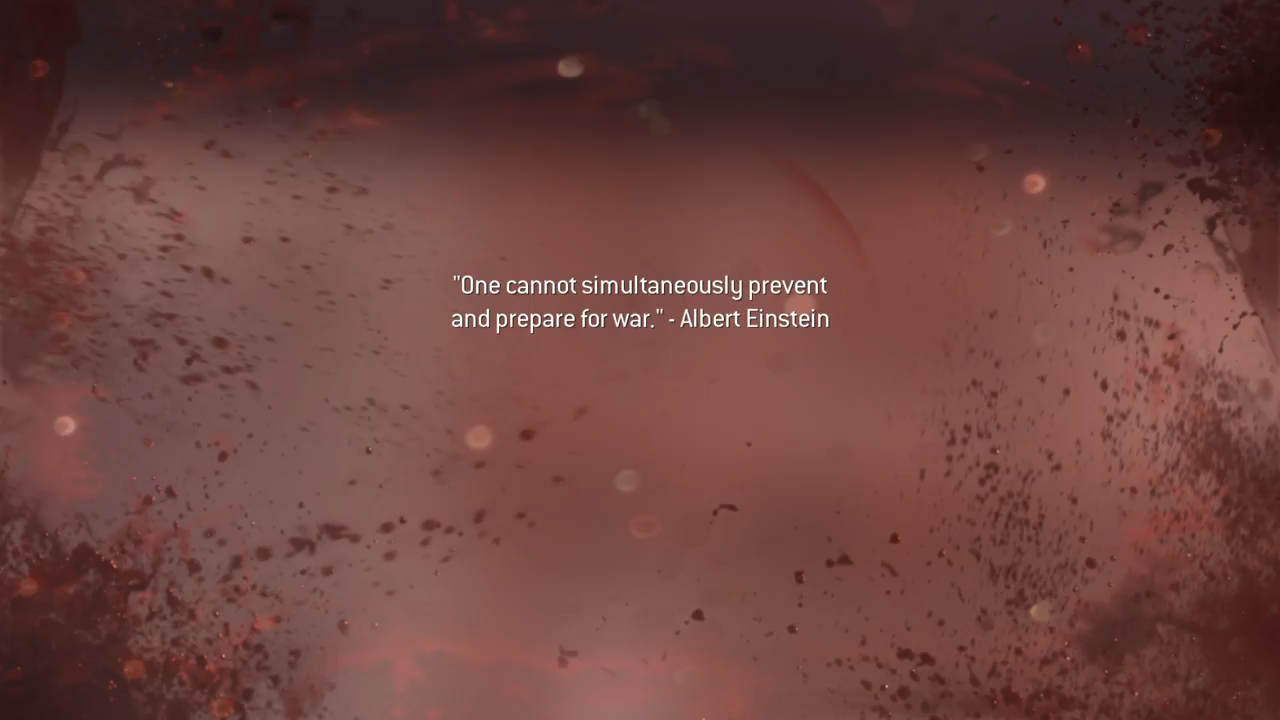 "One cannot simultaneously prevent
and prepare for war." - Albert Einstein